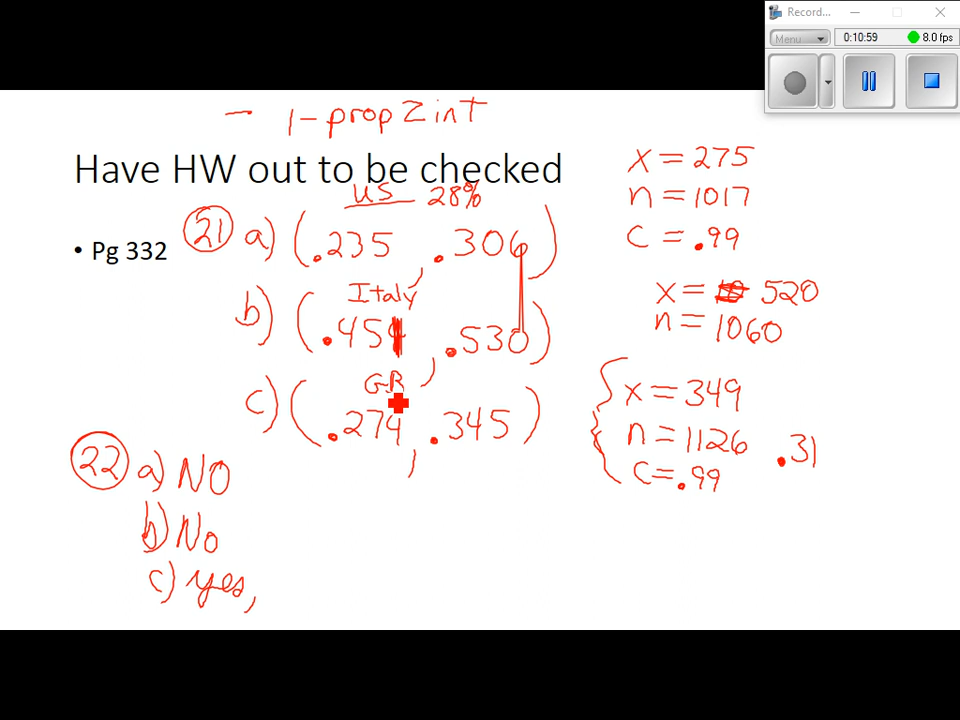 Record...
Menu
0:10:59
8.0 fps
- 1-prop Z int
Have HW out to be checked
US 28%
• Pg 332
21 a) (.235, .306)
Italy
b) (.454, .530)
GB
c) (.274, .345)
22 a) NO
b) No
c) yes,
x = 275
n = 1017
c = .99
x = 520
n = 1060
x = 349
n = 1126
.31
c = .99